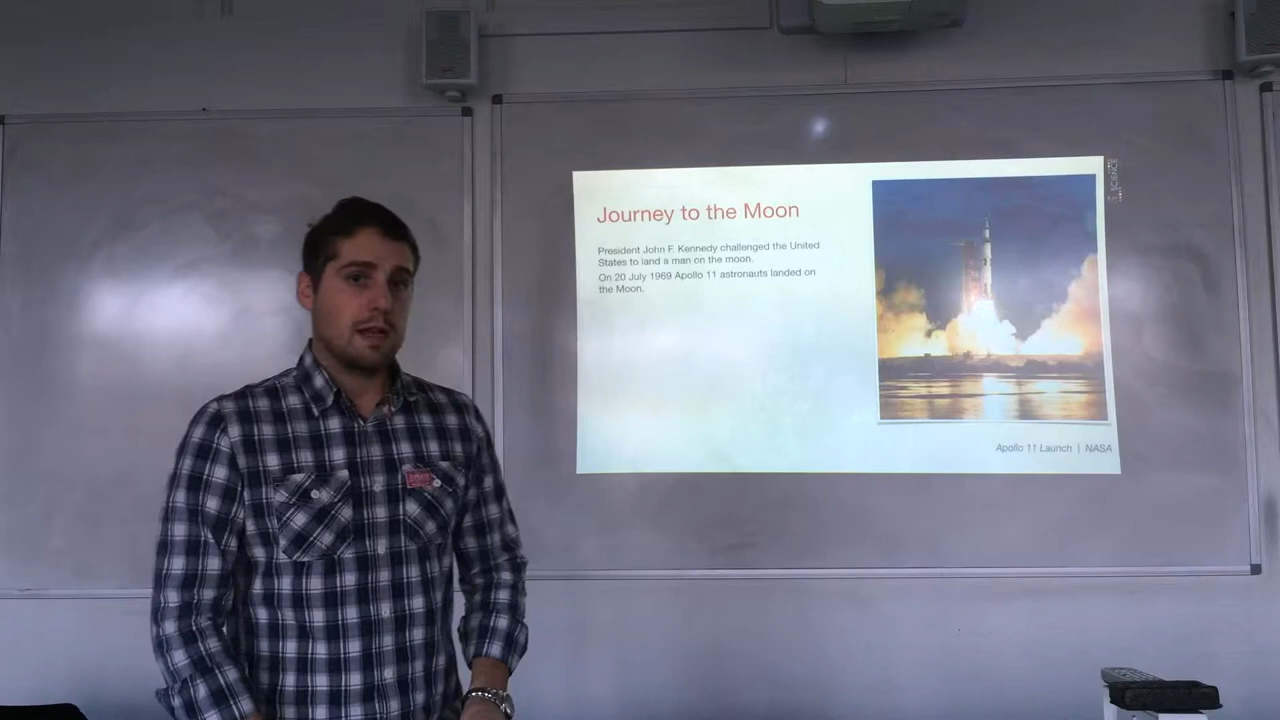 Journey to the Moon
President John F. Kennedy challenged the United
States to land a man on the moon.
On 20 July 1969 Apollo 11 astronauts landed on
the Moon.
Apollo 11 Launch | NASA
SCIENCE